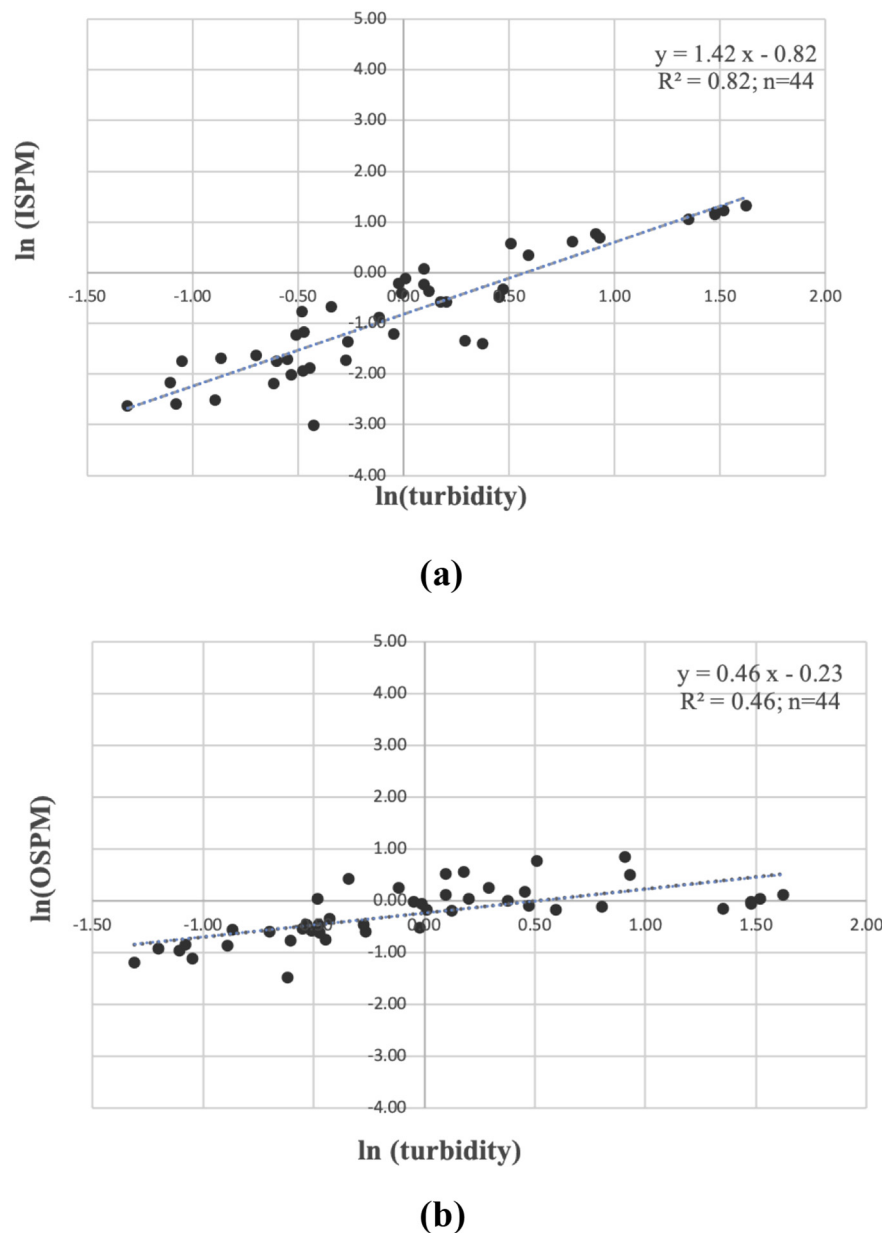 5.00
y = 1.42 x - 0.82
R² = 0.82; n=44
4.00
3.00
2.00
1.00
0.00
-1.50 -1.00 -0.50 0.00 0.50 1.00 1.50 2.00
-1.00
-2.00
-3.00
-4.00
ln (ISPM)
ln(turbidity)
(a)
5.00
y = 0.46 x - 0.23
R² = 0.46; n=44
4.00
3.00
2.00
1.00
0.00
-1.50 -1.00 -0.50 0.00 0.50 1.00 1.50 2.00
-1.00
-2.00
-3.00
-4.00
ln(OSPM)
ln (turbidity)
(b)